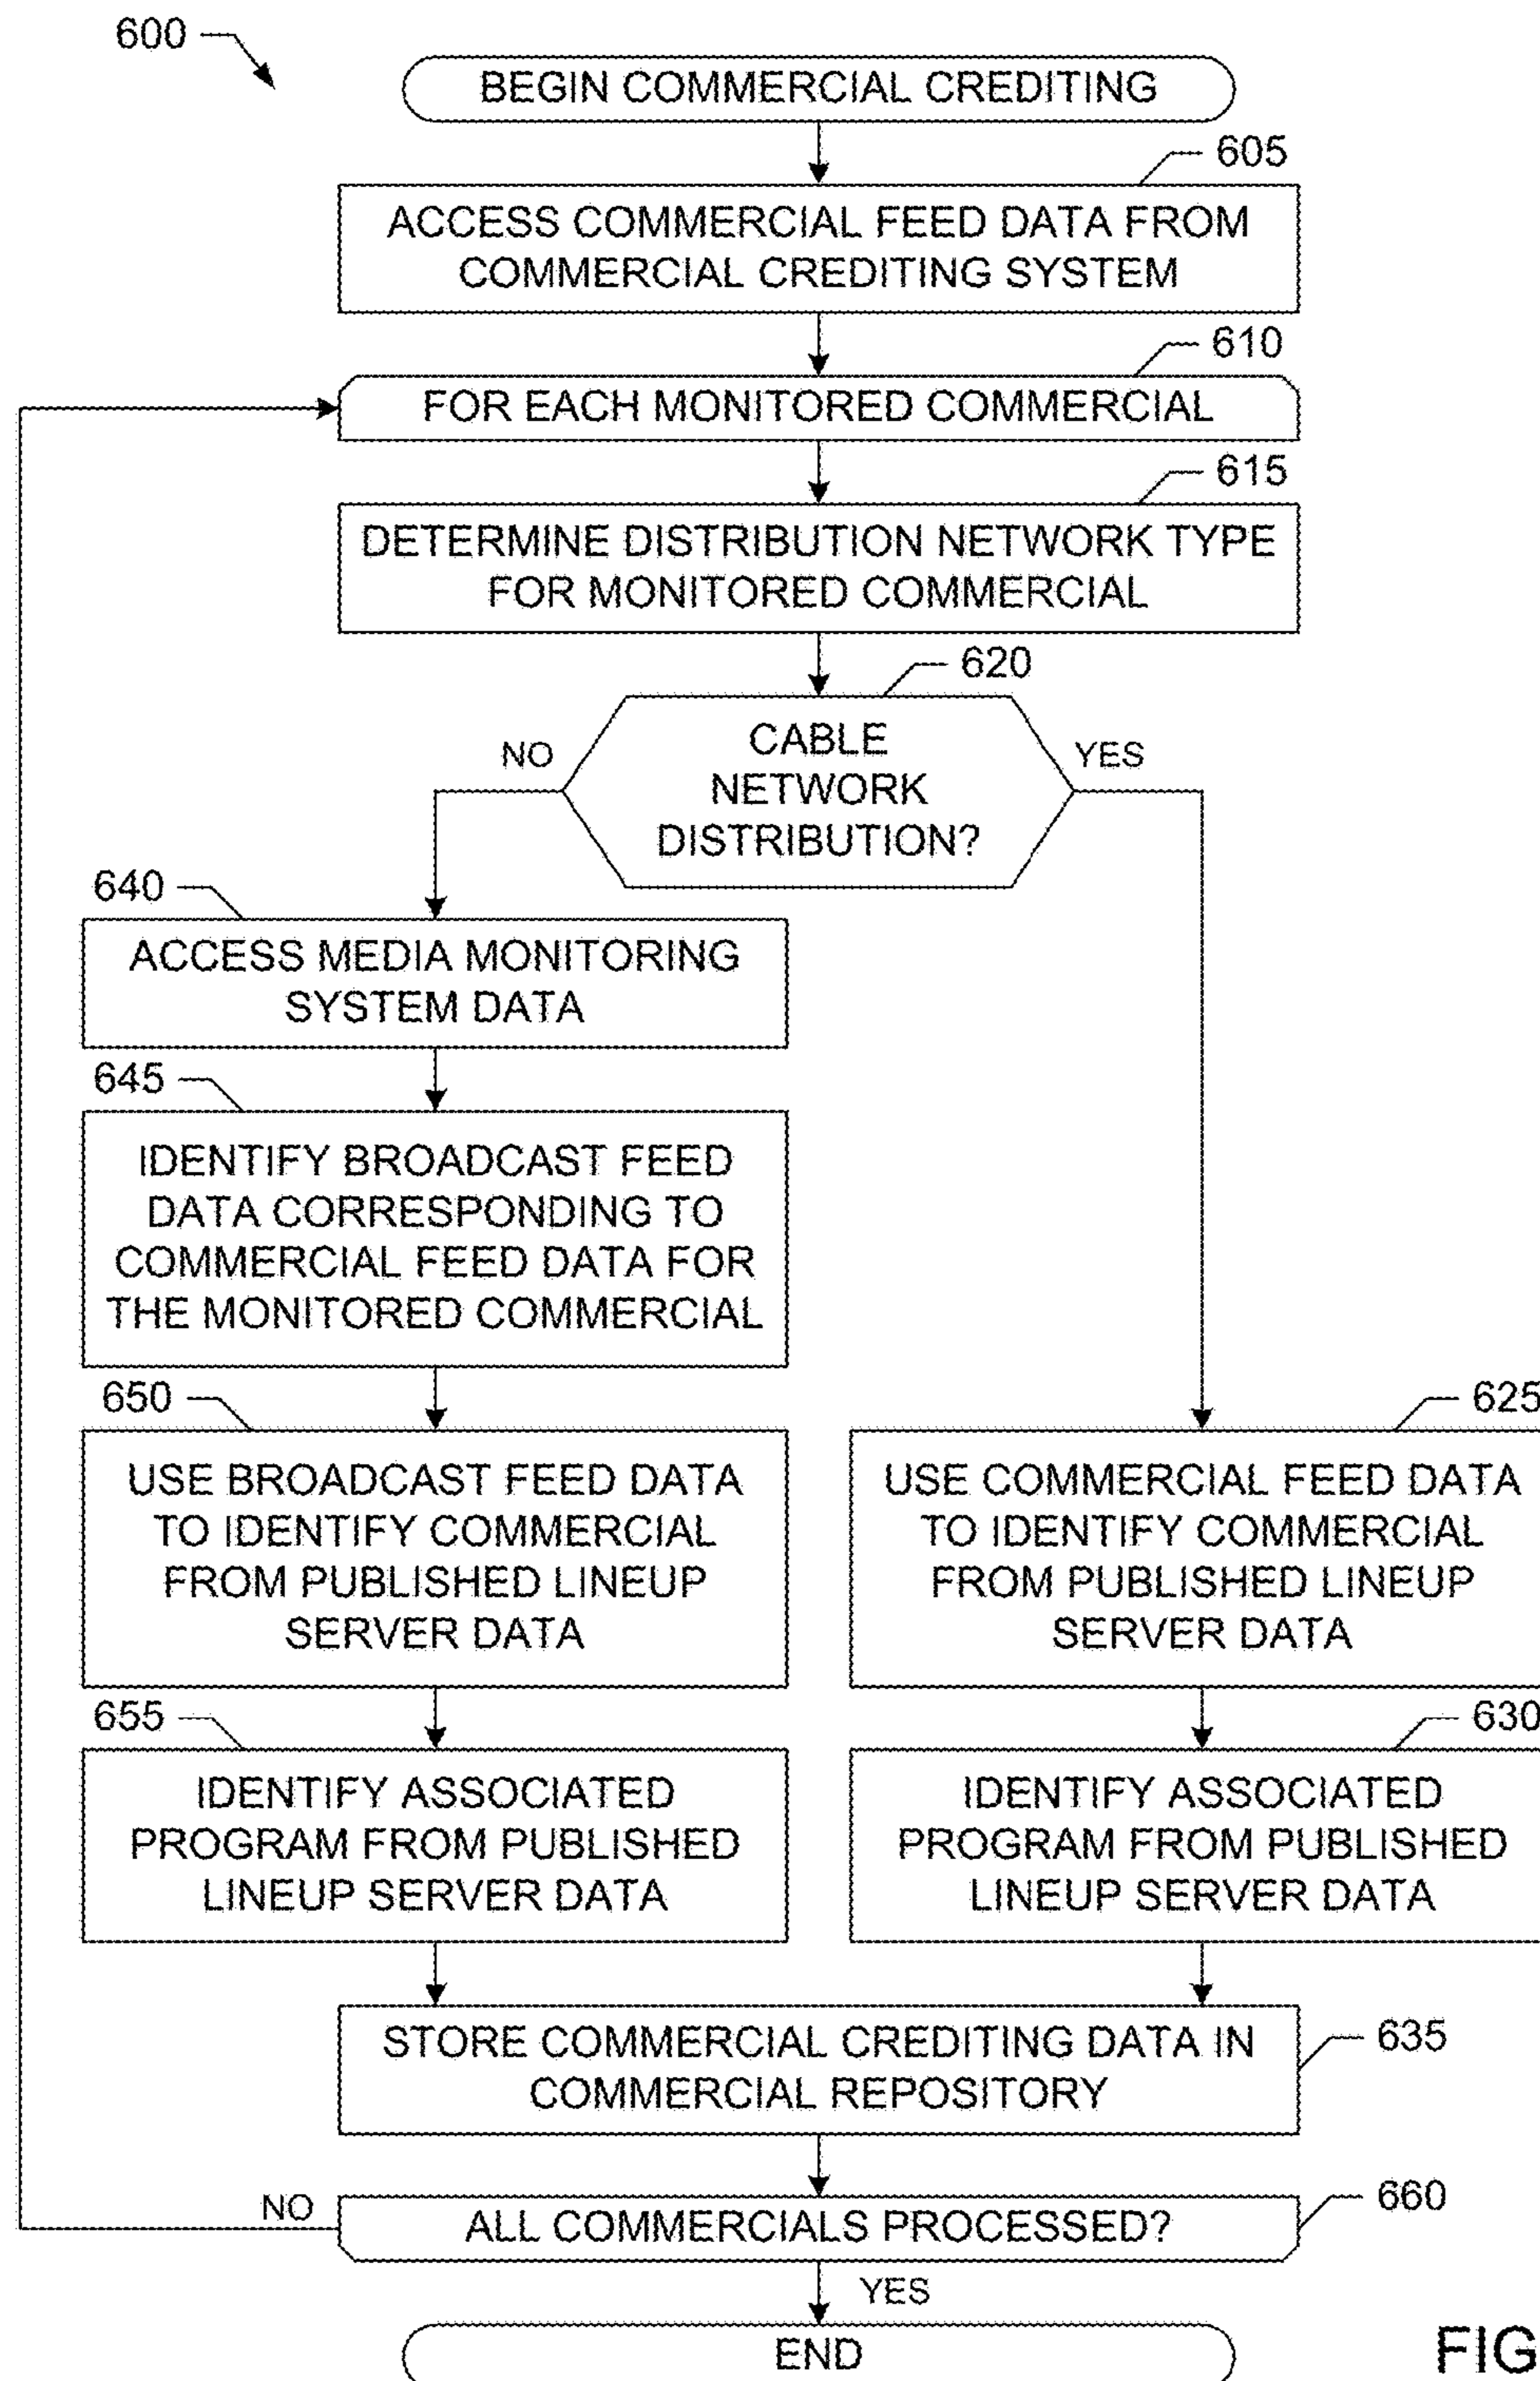 600
BEGIN COMMERCIAL CREDITING
605
ACCESS COMMERCIAL FEED DATA FROM
COMMERCIAL CREDITING SYSTEM
610
FOR EACH MONITORED COMMERCIAL
615
DETERMINE DISTRIBUTION NETWORK TYPE
FOR MONITORED COMMERCIAL
620
CABLE
NETWORK
DISTRIBUTION?
NO
YES
640
ACCESS MEDIA MONITORING
SYSTEM DATA
645
IDENTIFY BROADCAST FEED
DATA CORRESPONDING TO
COMMERCIAL FEED DATA FOR
THE MONITORED COMMERCIAL
650
USE BROADCAST FEED DATA
TO IDENTIFY COMMERCIAL
FROM PUBLISHED LINEUP
SERVER DATA
625
USE COMMERCIAL FEED DATA
TO IDENTIFY COMMERCIAL
FROM PUBLISHED LINEUP
SERVER DATA
655
IDENTIFY ASSOCIATED
PROGRAM FROM PUBLISHED
LINEUP SERVER DATA
630
IDENTIFY ASSOCIATED
PROGRAM FROM PUBLISHED
LINEUP SERVER DATA
STORE COMMERCIAL CREDITING DATA IN
COMMERCIAL REPOSITORY
635
ALL COMMERCIALS PROCESSED?
660
NO
YES
END
FIG